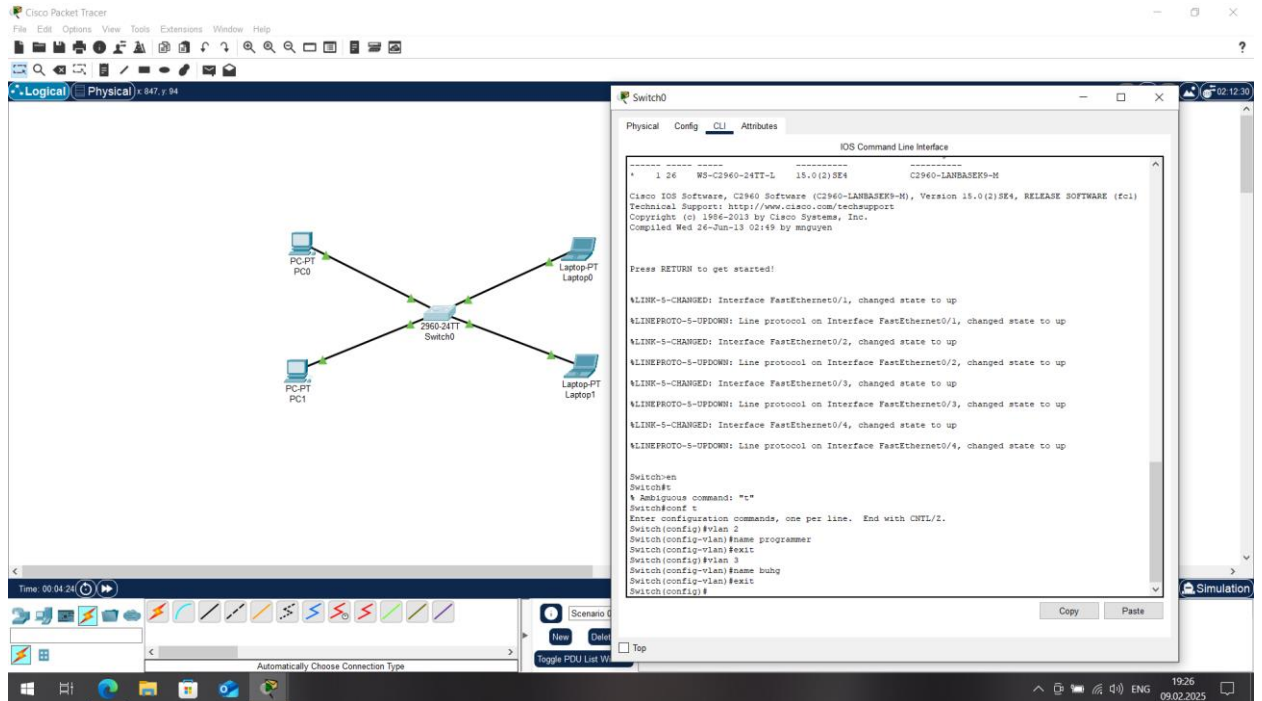 Cisco Packet Tracer
File Edit Options View Tools Extensions Window Help
?
Logical Physical x: 847, y: 94
02:12:30
PC-PT
PC0
Laptop-PT
Laptop0
2960-24TT
Switch0
PC-PT
PC1
Laptop-PT
Laptop1
Switch0
Physical Config CLI Attributes
IOS Command Line Interface
------ ----- ----- ---------- ----------
* 1 26 WS-C2960-24TT-L 15.0(2)SE4 C2960-LANBASEK9-M
Cisco IOS Software, C2960 Software (C2960-LANBASEK9-M), Version 15.0(2)SE4, RELEASE SOFTWARE (fc1)
Technical Support: http://www.cisco.com/techsupport
Copyright (c) 1986-2013 by Cisco Systems, Inc.
Compiled Wed 26-Jun-13 02:49 by mnguyen
Press RETURN to get started!
%LINK-5-CHANGED: Interface FastEthernet0/1, changed state to up
%LINEPROTO-5-UPDOWN: Line protocol on Interface FastEthernet0/1, changed state to up
%LINK-5-CHANGED: Interface FastEthernet0/2, changed state to up
%LINEPROTO-5-UPDOWN: Line protocol on Interface FastEthernet0/2, changed state to up
%LINK-5-CHANGED: Interface FastEthernet0/3, changed state to up
%LINEPROTO-5-UPDOWN: Line protocol on Interface FastEthernet0/3, changed state to up
%LINK-5-CHANGED: Interface FastEthernet0/4, changed state to up
%LINEPROTO-5-UPDOWN: Line protocol on Interface FastEthernet0/4, changed state to up
Switch>en
Switch#t
% Ambiguous command: "t"
Switch#conf t
Enter configuration commands, one per line. End with CNTL/Z.
Switch(config)#vlan 2
Switch(config-vlan)#name programmer
Switch(config-vlan)#exit
Switch(config)#vlan 3
Switch(config-vlan)#name buhg
Switch(config-vlan)#exit
Switch(config)#
Copy Paste
Top
Time: 00:04:24
Simulation
Scenario 0
New Delet
Toggle PDU List Wi
Automatically Choose Connection Type
ENG
19:26
09.02.2025